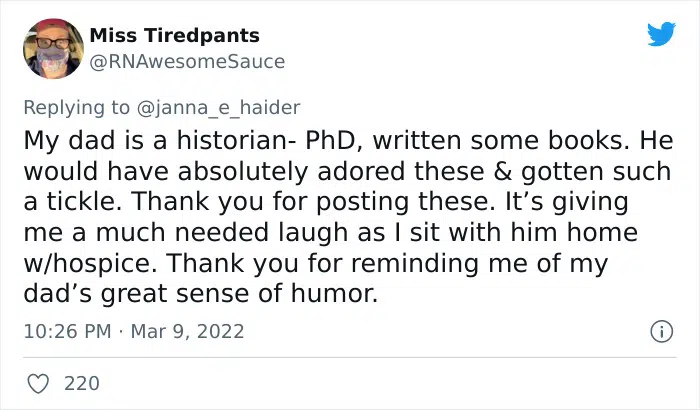 Miss Tiredpants
@RNAwesomeSauce
Replying to @janna_e_haider
My dad is a historian- PhD, written some books. He
would have absolutely adored these & gotten such
a tickle. Thank you for posting these. It’s giving
me a much needed laugh as I sit with him home
w/hospice. Thank you for reminding me of my
dad’s great sense of humor.
10:26 PM · Mar 9, 2022
220